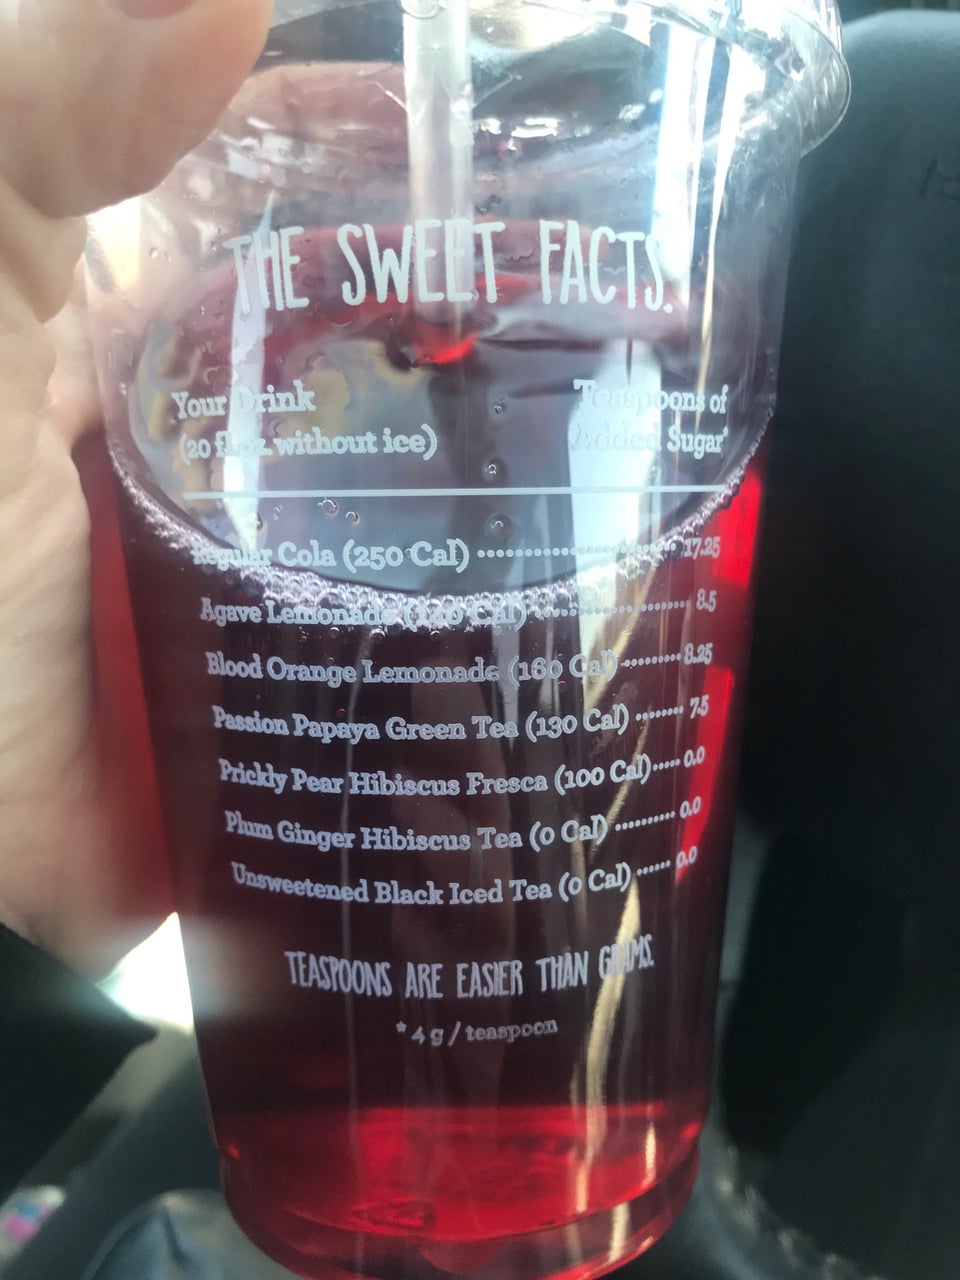 THE SWEET FACTS.
Your Drink
(20 fl. oz. without ice)
Teaspoons of
Added Sugar*
Regular Cola (250 Cal) 17.25
Agave Lemonade (140 Cal) 8.5
Blood Orange Lemonade (160 Cal) 8.25
Passion Papaya Green Tea (130 Cal) 7.5
Prickly Pear Hibiscus Fresca (100 Cal) 0.0
Plum Ginger Hibiscus Tea (0 Cal) 0.0
Unsweetened Black Iced Tea (0 Cal) 0.0
TEASPOONS ARE EASIER THAN GRAMS.
* 4 g / teaspoon